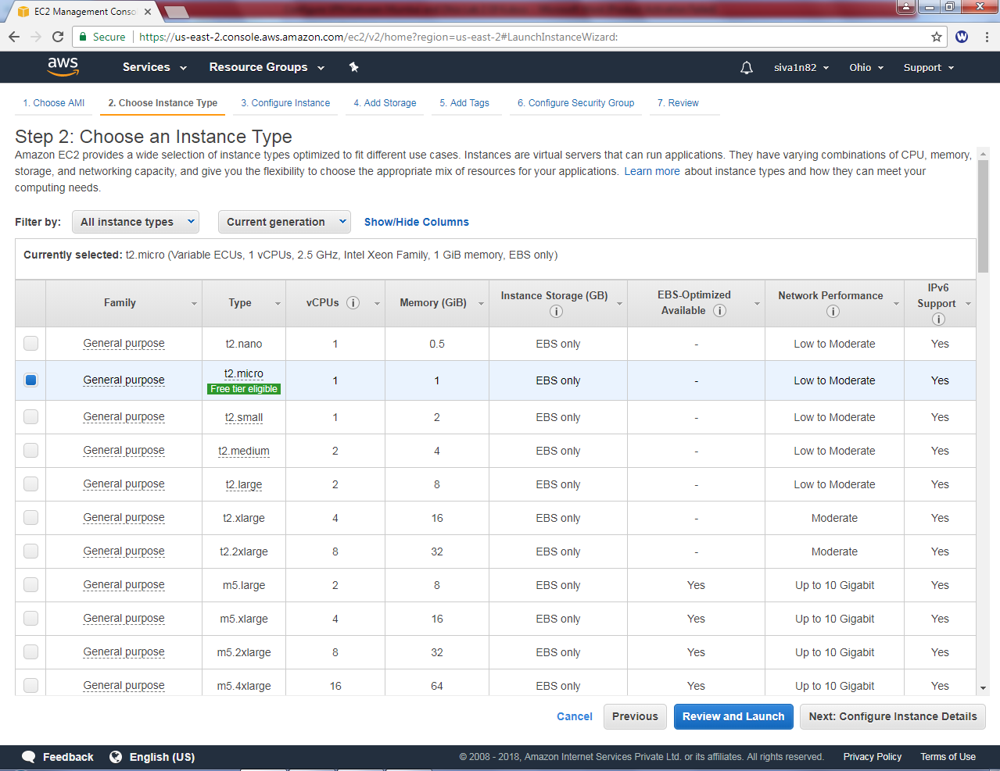 EC2 Management Conso
Secure https://us-east-2.console.aws.amazon.com/ec2/v2/home?region=us-east-2#LaunchInstanceWizard:
W
aws Services Resource Groups siva1n82 Ohio Support
1. Choose AMI 2. Choose Instance Type 3. Configure Instance 4. Add Storage 5. Add Tags 6. Configure Security Group 7. Review
Step 2: Choose an Instance Type
Amazon EC2 provides a wide selection of instance types optimized to fit different use cases. Instances are virtual servers that can run applications. They have varying combinations of CPU, memory,
storage, and networking capacity, and give you the flexibility to choose the appropriate mix of resources for your applications. Learn more about instance types and how they can meet your
computing needs.
Filter by: All instance types Current generation Show/Hide Columns
Currently selected: t2.micro (Variable ECUs, 1 vCPUs, 2.5 GHz, Intel Xeon Family, 1 GiB memory, EBS only)
Family Type vCPUs i Memory (GiB) Instance Storage (GB) i EBS-Optimized Available i Network Performance i IPv6 Support i
General purpose t2.nano 1 0.5 EBS only - Low to Moderate Yes
General purpose t2.micro Free tier eligible 1 1 EBS only - Low to Moderate Yes
General purpose t2.small 1 2 EBS only - Low to Moderate Yes
General purpose t2.medium 2 4 EBS only - Low to Moderate Yes
General purpose t2.large 2 8 EBS only - Low to Moderate Yes
General purpose t2.xlarge 4 16 EBS only - Moderate Yes
General purpose t2.2xlarge 8 32 EBS only - Moderate Yes
General purpose m5.large 2 8 EBS only Yes Up to 10 Gigabit Yes
General purpose m5.xlarge 4 16 EBS only Yes Up to 10 Gigabit Yes
General purpose m5.2xlarge 8 32 EBS only Yes Up to 10 Gigabit Yes
General purpose m5.4xlarge 16 64 EBS only Yes Up to 10 Gigabit Yes
Cancel Previous Review and Launch Next: Configure Instance Details
Feedback English (US) © 2008 - 2018, Amazon Internet Services Private Ltd. or its affiliates. All rights reserved. Privacy Policy Terms of Use